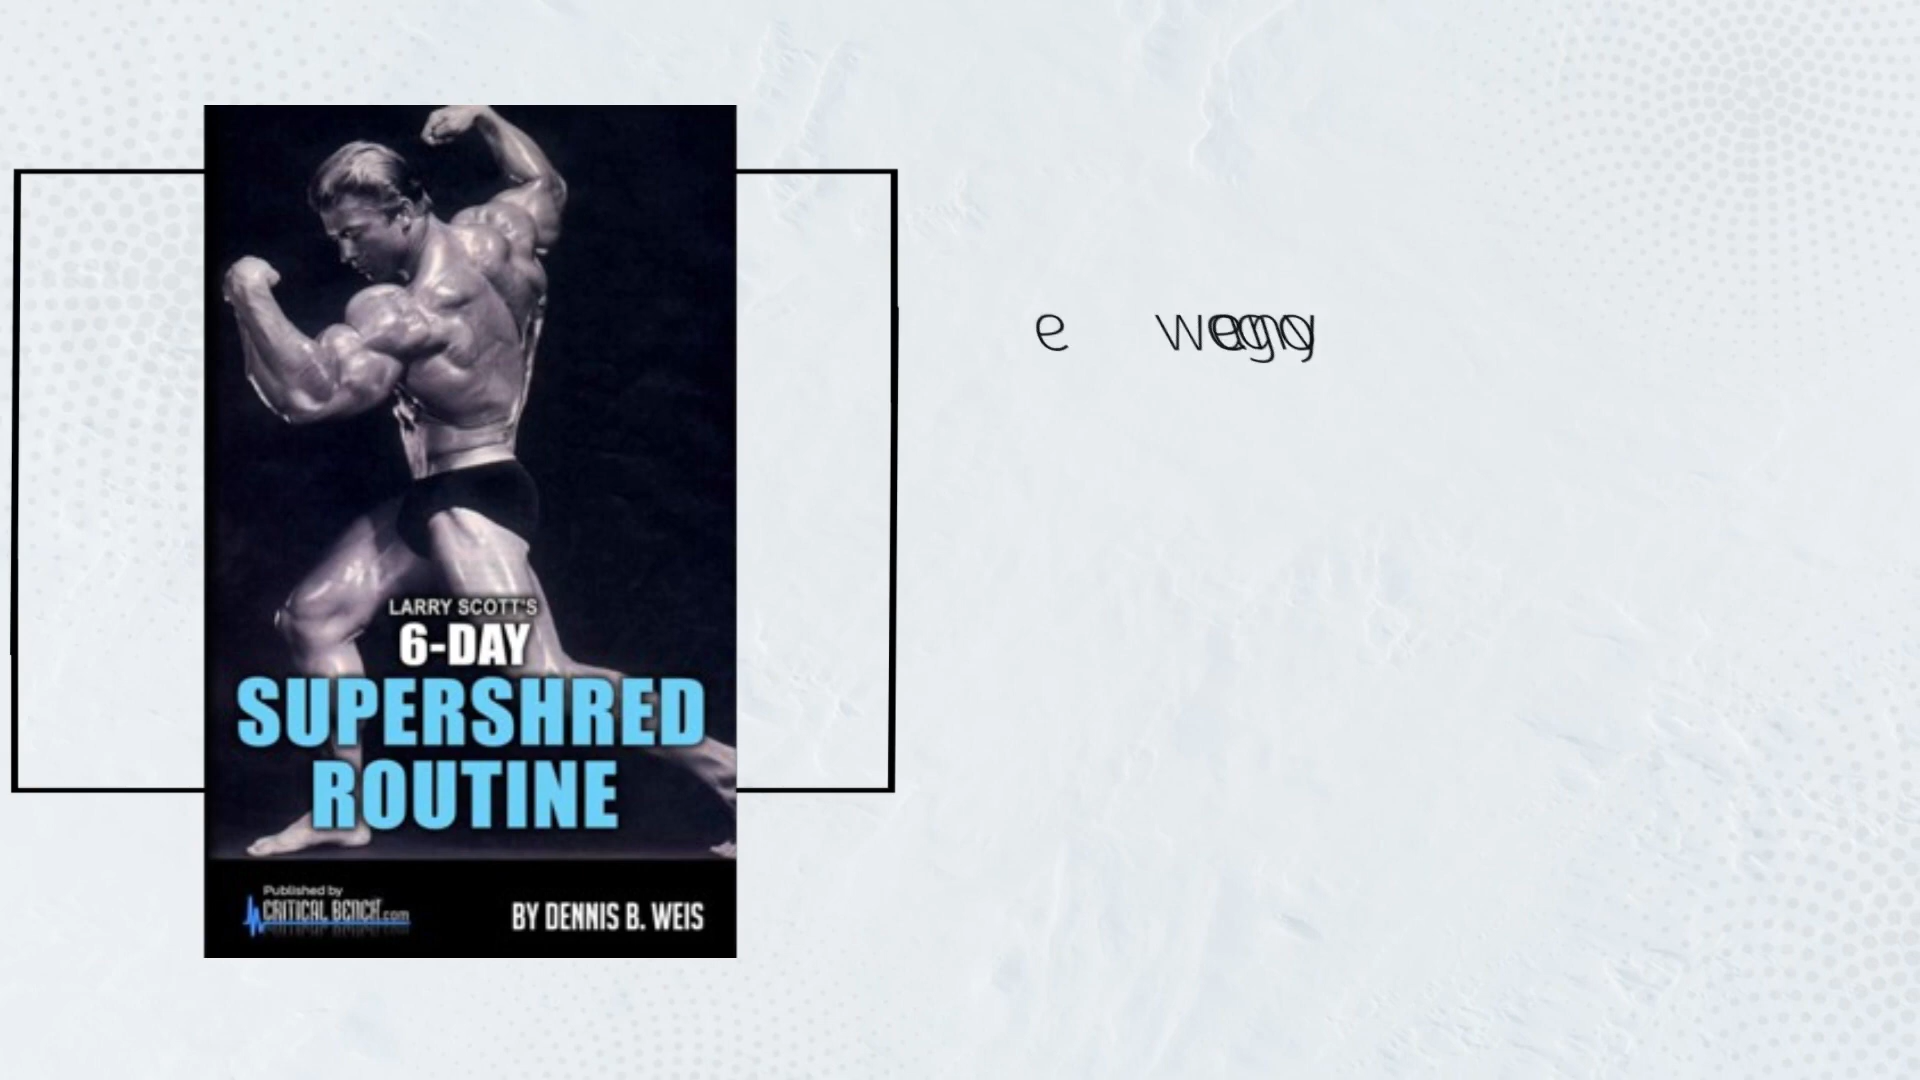 LARRY SCOTT'S
6-DAY
SUPERSHRED
ROUTINE
Published by
CRITICAL BENCH.com
BY DENNIS B. WEIS
e